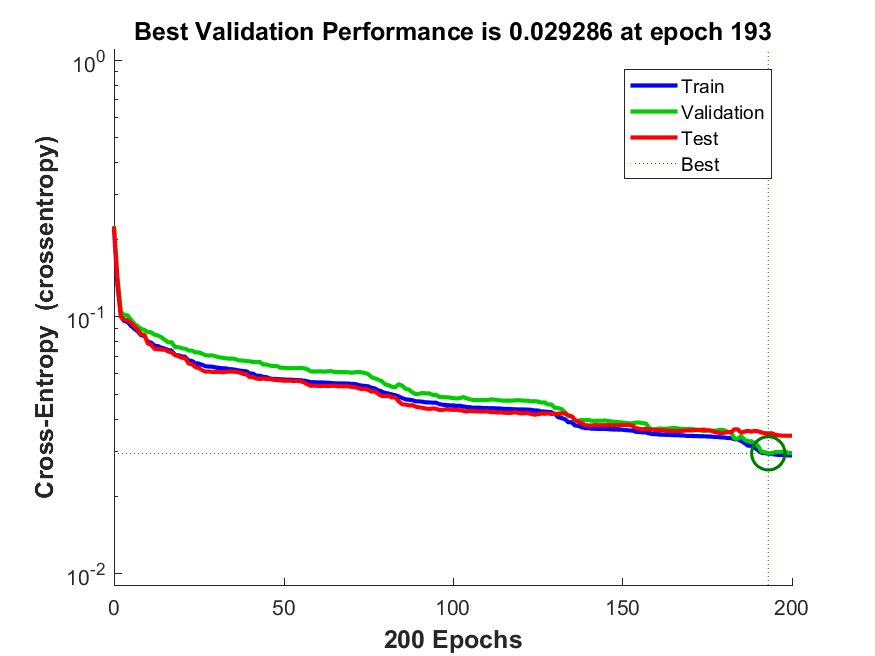 Best Validation Performance is 0.029286 at epoch 193
10^0
10^-1
10^-2
Cross-Entropy (crossentropy)
Train
Validation
Test
Best
0 50 100 150 200
200 Epochs